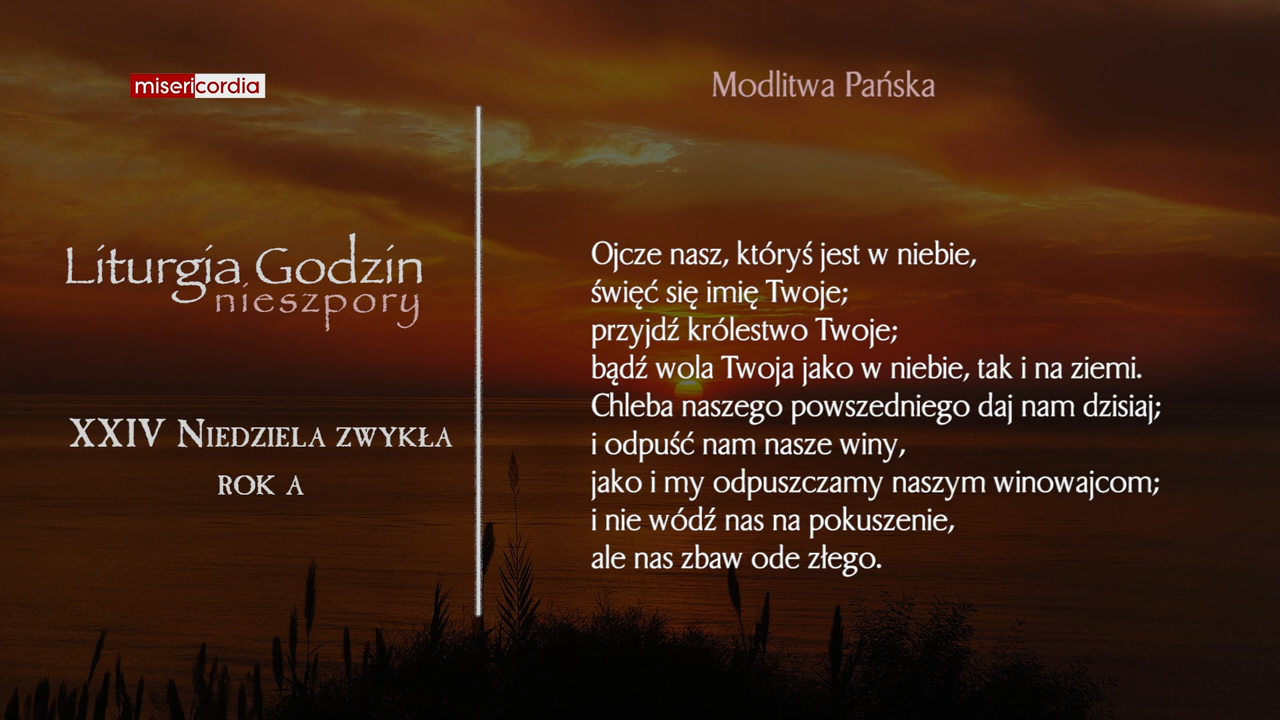 misericordia
Liturgia Godzin
nieszpory
XXIV Niedziela zwykła
rok A
Modlitwa Pańska
Ojcze nasz, któryś jest w niebie,
święć się imię Twoje;
przyjdź królestwo Twoje;
bądź wola Twoja jako w niebie, tak i na ziemi.
Chleba naszego powszedniego daj nam dzisiaj;
i odpuść nam nasze winy,
jako i my odpuszczamy naszym winowajcom;
i nie wódź nas na pokuszenie,
ale nas zbaw ode złego.